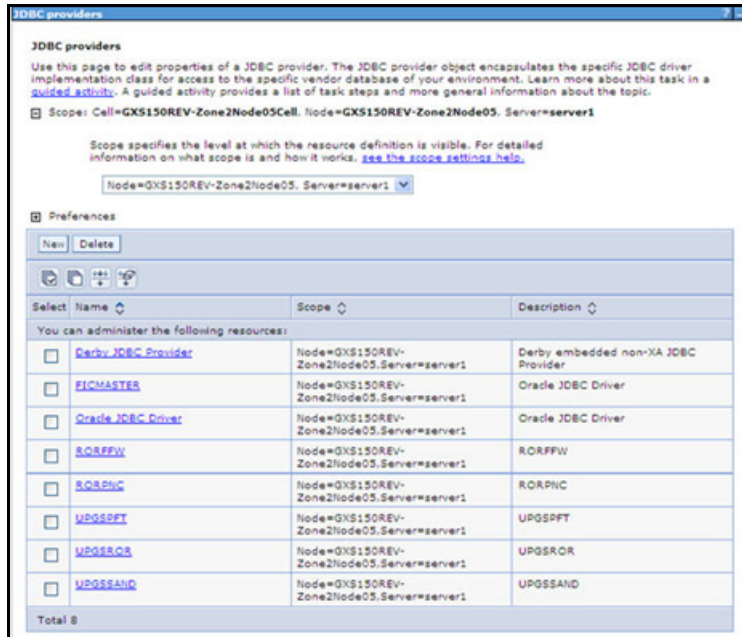 JDBC providers
? -
JDBC providers
Use this page to edit properties of a JDBC provider. The JDBC provider object encapsulates the specific JDBC driver
implementation class for access to the specific vendor database of your environment. Learn more about this task in a
guided activity. A guided activity provides a list of task steps and more general information about the topic.
Scope: Cell=GXS150REV-Zone2Node05Cell, Node=GXS150REV-Zone2Node05, Server=server1
Scope specifies the level at which the resource definition is visible. For detailed
information on what scope is and how it works, see the scope settings help.
Node=GXS150REV-Zone2Node05, Server=server1
Preferences
New Delete
Select Name Scope Description
You can administer the following resources:
Derby JDBC Provider Node=GXS150REV- Derby embedded non-XA JDBC
Zone2Node05,Server=server1 Provider
FICMASTER Node=GXS150REV- Oracle JDBC Driver
Zone2Node05,Server=server1
Oracle JDBC Driver Node=GXS150REV- Oracle JDBC Driver
Zone2Node05,Server=server1
RORFFW Node=GXS150REV- RORFFW
Zone2Node05,Server=server1
RORPNC Node=GXS150REV- RORPNC
Zone2Node05,Server=server1
UPGSPFT Node=GXS150REV- UPGSPFT
Zone2Node05,Server=server1
UPGSROR Node=GXS150REV- UPGSROR
Zone2Node05,Server=server1
UPGSSAND Node=GXS150REV- UPGSSAND
Zone2Node05,Server=server1
Total 8